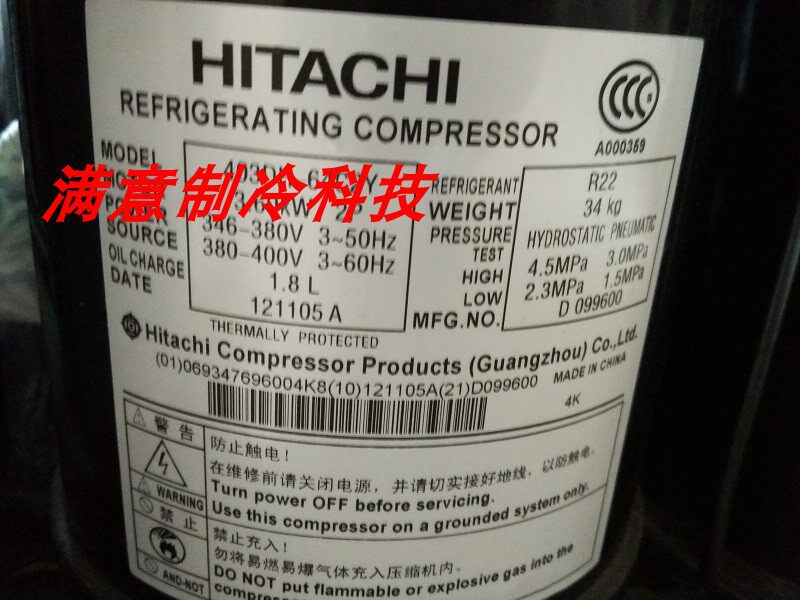 HITACHI
REFRIGERATING COMPRESSOR
CCC
S
A000359
满意制冷科技
MODEL
POWER 2P
SOURCE 346-380V 3~50Hz
380-400V 3~60Hz
OIL CHARGE 1.8 L
DATE 121105 A
REFRIGERANT R22
WEIGHT 34 kg
PRESSURE TEST HYDROSTATIC PNEUMATIC
HIGH 4.5MPa 3.0MPa
LOW 2.3MPa 1.5MPa
MFG.NO. D 099600
THERMALLY PROTECTED
Hitachi Compressor Products (Guangzhou) Co.,Ltd.
(01)069347696004K8(10)121105A(21)D099600
MADE IN CHINA
4K
警告
防止触电!
在维修前请关闭电源，并请切实接好地线，以防触电.
Turn power OFF before servicing.
WARNING
Use this compressor on a grounded system only.
禁止
防止充入!
勿将易燃易爆气体充入压缩机内.
DO NOT put flammable or explosive gas into the
AND-NOT